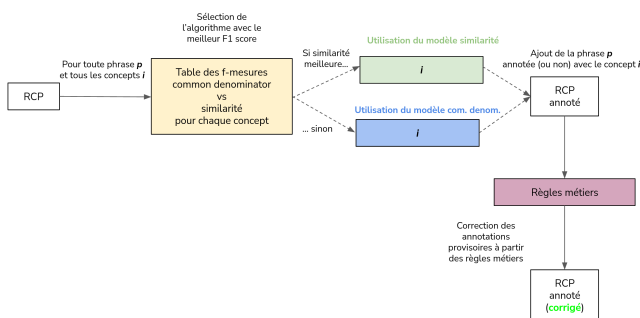 Sélection de
l'algorithme avec le
meilleur F1 score
Pour toute phrase p
et tous les concepts i
RCP
Table des f-mesures
common denominator
vs
similarité
pour chaque concept
Si similarité
meilleure...
... sinon
Utilisation du modèle similarité
i
Utilisation du modèle com. denom.
i
Ajout de la phrase p
annotée (ou non) avec le concept i
RCP
annoté
Règles métiers
Correction des
annotations
provisoires à partir
des règles métiers
RCP
annoté
(corrigé)